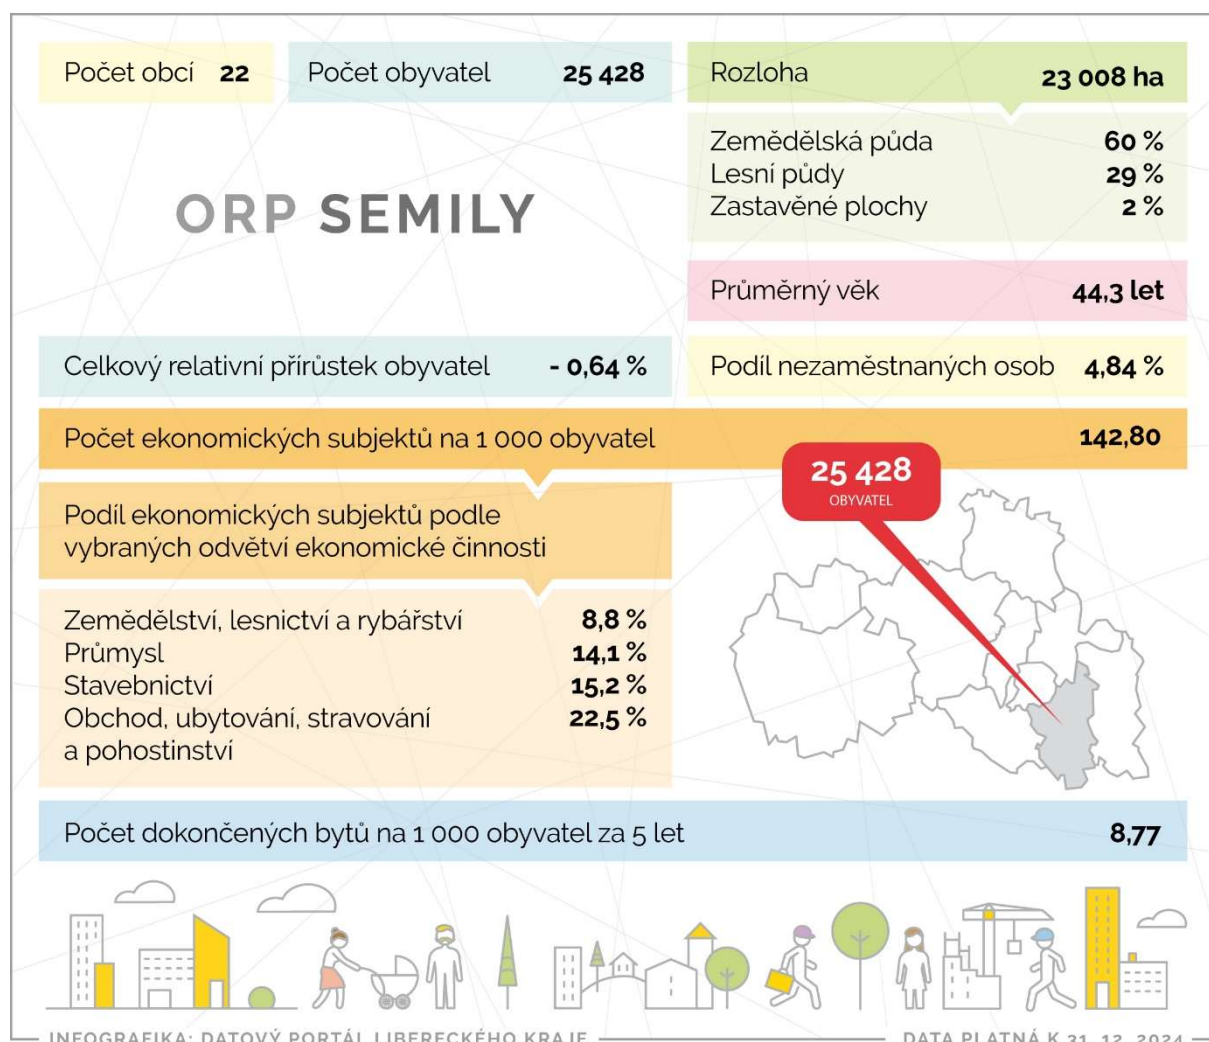 Počet obcí 22
Počet obyvatel 25 428
Rozloha 23 008 ha
Zemědělská půda 60 %
Lesní půdy 29 %
Zastavěné plochy 2 %
ORP SEMILY
Průměrný věk 44,3 let
Celkový relativní přírůstek obyvatel - 0,64 %
Podíl nezaměstnaných osob 4,84 %
Počet ekonomických subjektů na 1 000 obyvatel 142,80
25 428
OBYVATEL
Podíl ekonomických subjektů podle
vybraných odvětví ekonomické činnosti
Zemědělství, lesnictví a rybářství 8,8 %
Průmysl 14,1 %
Stavebnictví 15,2 %
Obchod, ubytování, stravování 22,5 %
a pohostinství
Počet dokončených bytů na 1 000 obyvatel za 5 let 8,77
INFOGRAFIKA: DATOVÝ PORTÁL LIBERECKÉHO KRAJE
DATA PLATNÁ K 31. 12. 2024